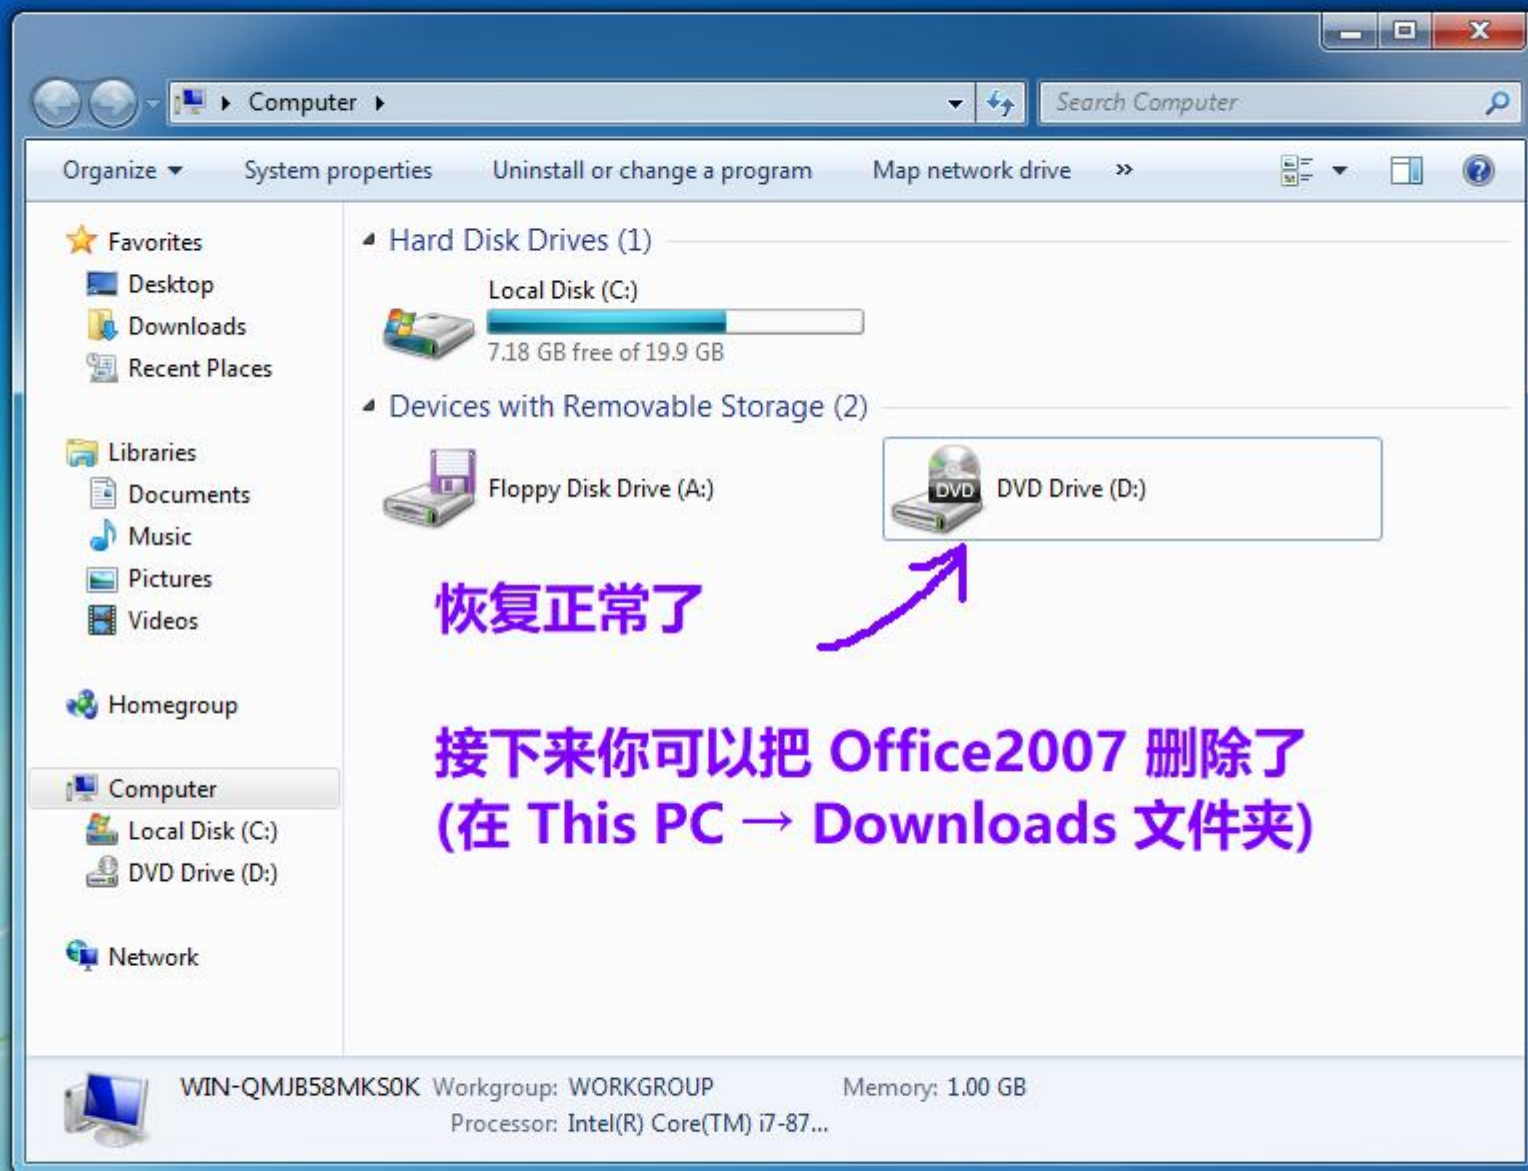 Computer
Search Computer
Organize
System properties
Uninstall or change a program
Map network drive
»
Favorites
Desktop
Downloads
Recent Places
Libraries
Documents
Music
Pictures
Videos
Homegroup
Computer
Local Disk (C:)
DVD Drive (D:)
Network
Hard Disk Drives (1)
Local Disk (C:)
7.18 GB free of 19.9 GB
Devices with Removable Storage (2)
Floppy Disk Drive (A:)
DVD
DVD Drive (D:)
恢复正常了
接下来你可以把 Office2007 删除了
(在 This PC → Downloads 文件夹)
WIN-QMJB58MKS0K Workgroup: WORKGROUP Memory: 1.00 GB
Processor: Intel(R) Core(TM) i7-87...